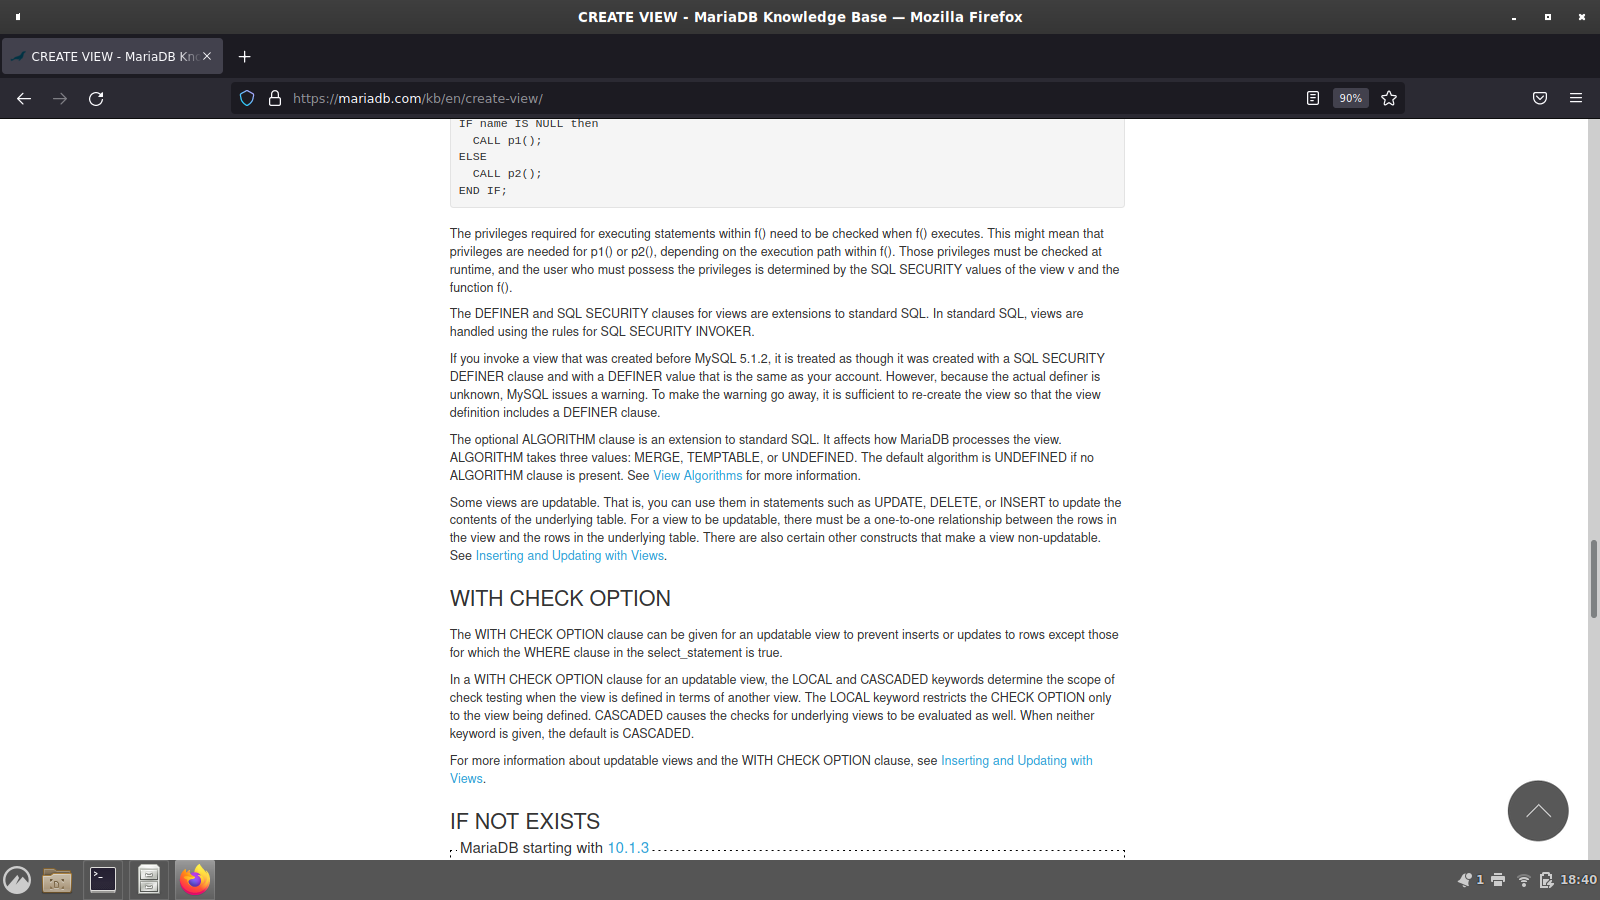 CREATE VIEW - MariaDB Knowledge Base — Mozilla Firefox
CREATE VIEW - MariaDB Kno
https://mariadb.com/kb/en/create-view/
90%
IF name IS NULL then
CALL p1();
ELSE
CALL p2();
END IF;
The privileges required for executing statements within f() need to be checked when f() executes. This might mean that
privileges are needed for p1() or p2(), depending on the execution path within f(). Those privileges must be checked at
runtime, and the user who must possess the privileges is determined by the SQL SECURITY values of the view v and the
function f().
The DEFINER and SQL SECURITY clauses for views are extensions to standard SQL. In standard SQL, views are
handled using the rules for SQL SECURITY INVOKER.
If you invoke a view that was created before MySQL 5.1.2, it is treated as though it was created with a SQL SECURITY
DEFINER clause and with a DEFINER value that is the same as your account. However, because the actual definer is
unknown, MySQL issues a warning. To make the warning go away, it is sufficient to re-create the view so that the view
definition includes a DEFINER clause.
The optional ALGORITHM clause is an extension to standard SQL. It affects how MariaDB processes the view.
ALGORITHM takes three values: MERGE, TEMPTABLE, or UNDEFINED. The default algorithm is UNDEFINED if no
ALGORITHM clause is present. See View Algorithms for more information.
Some views are updatable. That is, you can use them in statements such as UPDATE, DELETE, or INSERT to update the
contents of the underlying table. For a view to be updatable, there must be a one-to-one relationship between the rows in
the view and the rows in the underlying table. There are also certain other constructs that make a view non-updatable.
See Inserting and Updating with Views.
WITH CHECK OPTION
The WITH CHECK OPTION clause can be given for an updatable view to prevent inserts or updates to rows except those
for which the WHERE clause in the select_statement is true.
In a WITH CHECK OPTION clause for an updatable view, the LOCAL and CASCADED keywords determine the scope of
check testing when the view is defined in terms of another view. The LOCAL keyword restricts the CHECK OPTION only
to the view being defined. CASCADED causes the checks for underlying views to be evaluated as well. When neither
keyword is given, the default is CASCADED.
For more information about updatable views and the WITH CHECK OPTION clause, see Inserting and Updating with
Views.
IF NOT EXISTS
MariaDB starting with 10.1.3
1
18:40